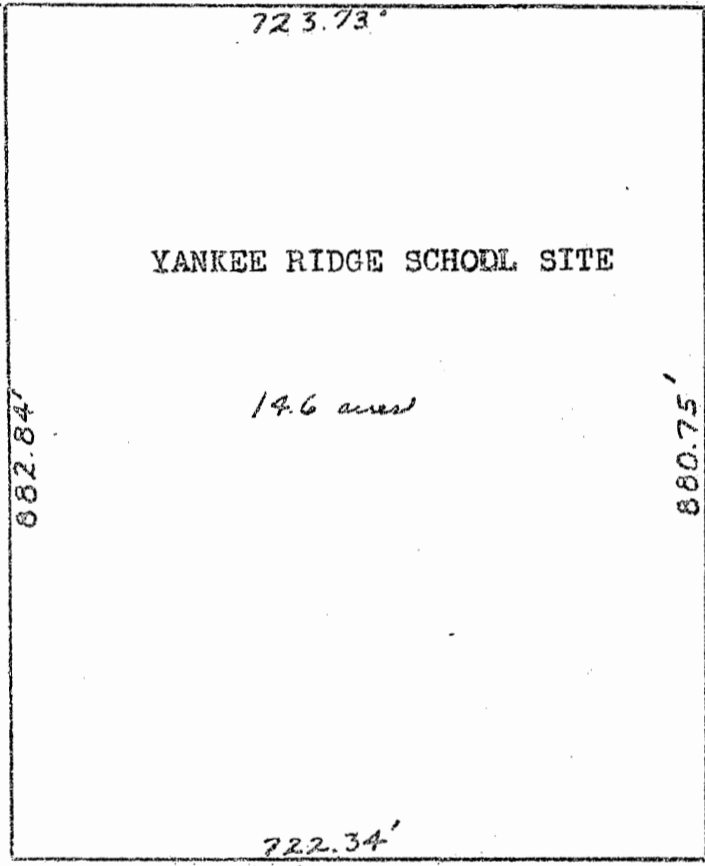 723.73'
YANKEE RIDGE SCHOOL SITE
14.6 acres
882.84'
880.75'
722.34'